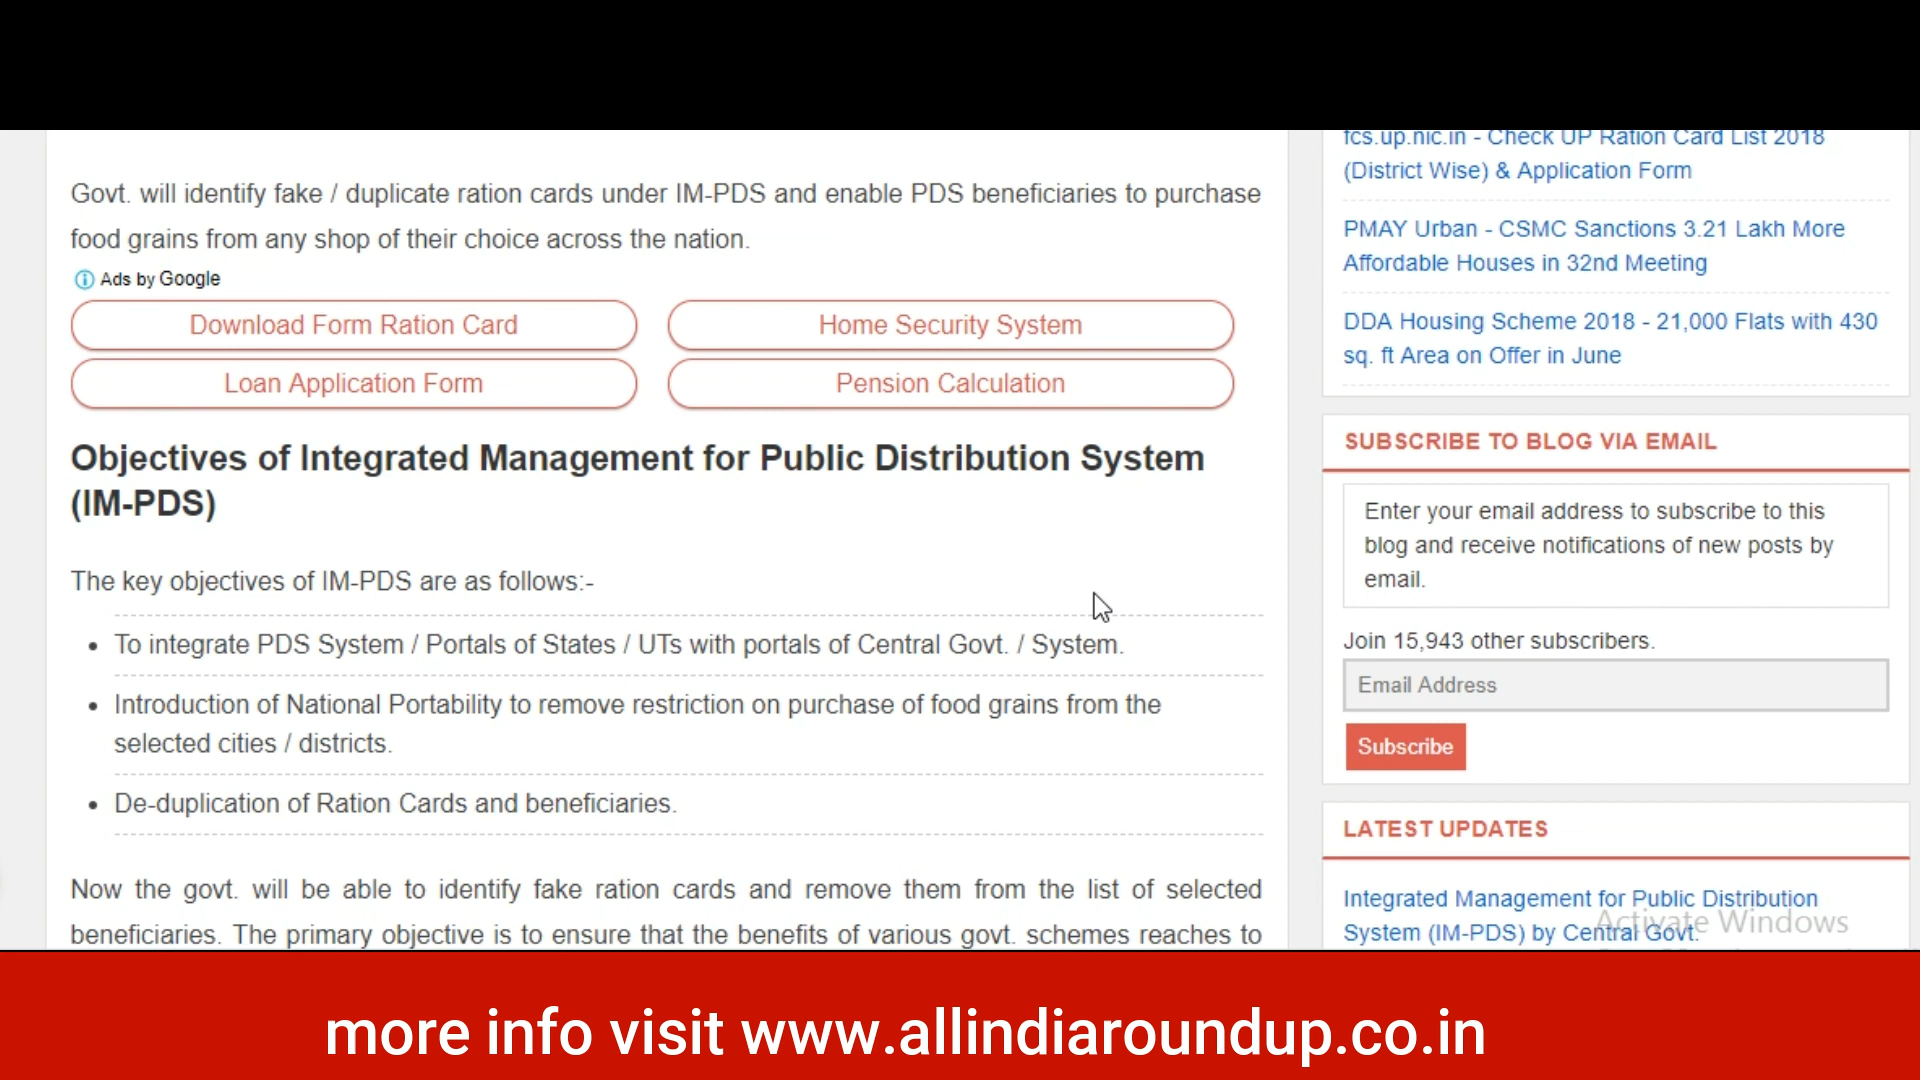 Govt. will identify fake / duplicate ration cards under IM-PDS and enable PDS beneficiaries to purchase
food grains from any shop of their choice across the nation.
Ads by Google
Download Form Ration Card
Home Security System
Loan Application Form
Pension Calculation
Objectives of Integrated Management for Public Distribution System
(IM-PDS)
The key objectives of IM-PDS are as follows:-
• To integrate PDS System / Portals of States / UTs with portals of Central Govt. / System.
• Introduction of National Portability to remove restriction on purchase of food grains from the
selected cities / districts.
• De-duplication of Ration Cards and beneficiaries.
Now the govt. will be able to identify fake ration cards and remove them from the list of selected
beneficiaries. The primary objective is to ensure that the benefits of various govt. schemes reaches to
fcs.up.nic.in - Check UP Ration Card List 2018
(District Wise) & Application Form
PMAY Urban - CSMC Sanctions 3.21 Lakh More
Affordable Houses in 32nd Meeting
DDA Housing Scheme 2018 - 21,000 Flats with 430
sq. ft Area on Offer in June
SUBSCRIBE TO BLOG VIA EMAIL
Enter your email address to subscribe to this
blog and receive notifications of new posts by
email.
Join 15,943 other subscribers.
Email Address
Subscribe
LATEST UPDATES
Integrated Management for Public Distribution
System (IM-PDS) by Central Govt.
Activate Windows
more info visit www.allindiaroundup.co.in